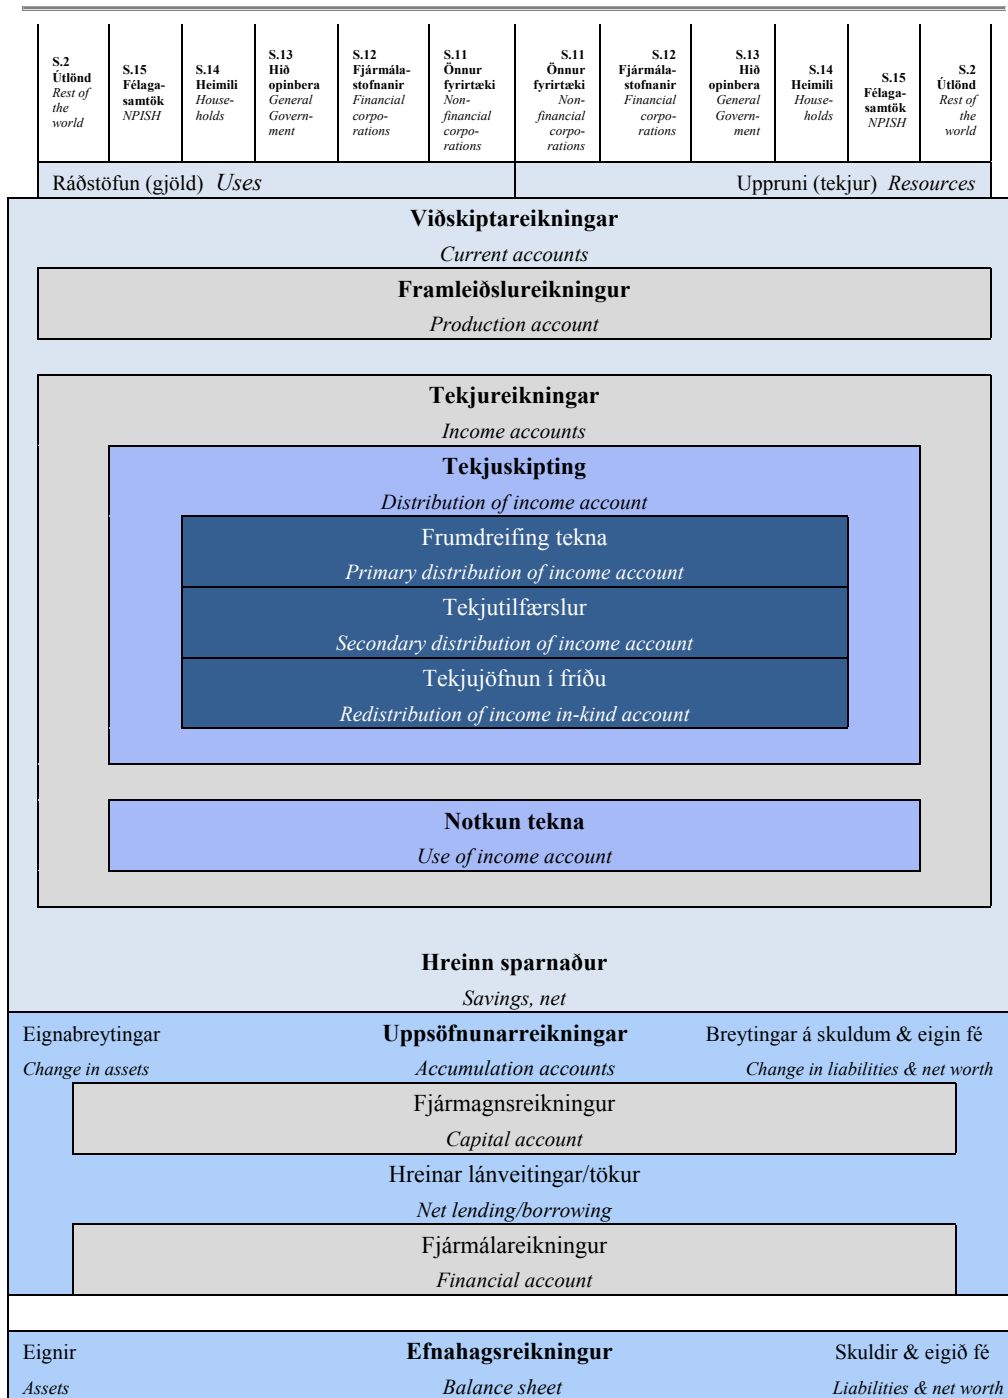 S.2
Útlönd
Rest of
the
world
S.15
Félaga-
samtök
NPISH
S.14
Heimili
House-
holds
S.13
Hið
opinbera
General
Govern-
ment
S.12
Fjármála-
stofnanir
Financial
corpo-
rations
S.11
Önnur
fyrirtæki
Non-
financial
corpo-
rations
S.11
Önnur
fyrirtæki
Non-
financial
corpo-
rations
S.12
Fjármála-
stofnanir
Financial
corpo-
rations
S.13
Hið
opinbera
General
Govern-
ment
S.14
Heimili
House-
holds
S.15
Félaga-
samtök
NPISH
S.2
Útlönd
Rest of
the
world
Ráðstöfun (gjöld) Uses
Uppruni (tekjur) Resources
Viðskiptareikningar
Current accounts
Framleiðslureikningur
Production account
Tekjureikningar
Income accounts
Tekjuskipting
Distribution of income account
Frumdreifing tekna
Primary distribution of income account
Tekjutilfærslur
Secondary distribution of income account
Tekjujöfnun í fríðu
Redistribution of income in-kind account
Notkun tekna
Use of income account
Hreinn sparnaður
Savings, net
Eignabreytingar Uppsöfnunarreikningar Breytingar á skuldum & eigin fé
Change in assets Accumulation accounts Change in liabilities & net worth
Fjármagnsreikningur
Capital account
Hreinar lánveitingar/tökur
Net lending/borrowing
Fjármálareikningur
Financial account
Eignir Efnahagsreikningur Skuldir & eigið fé
Assets Balance sheet Liabilities & net worth